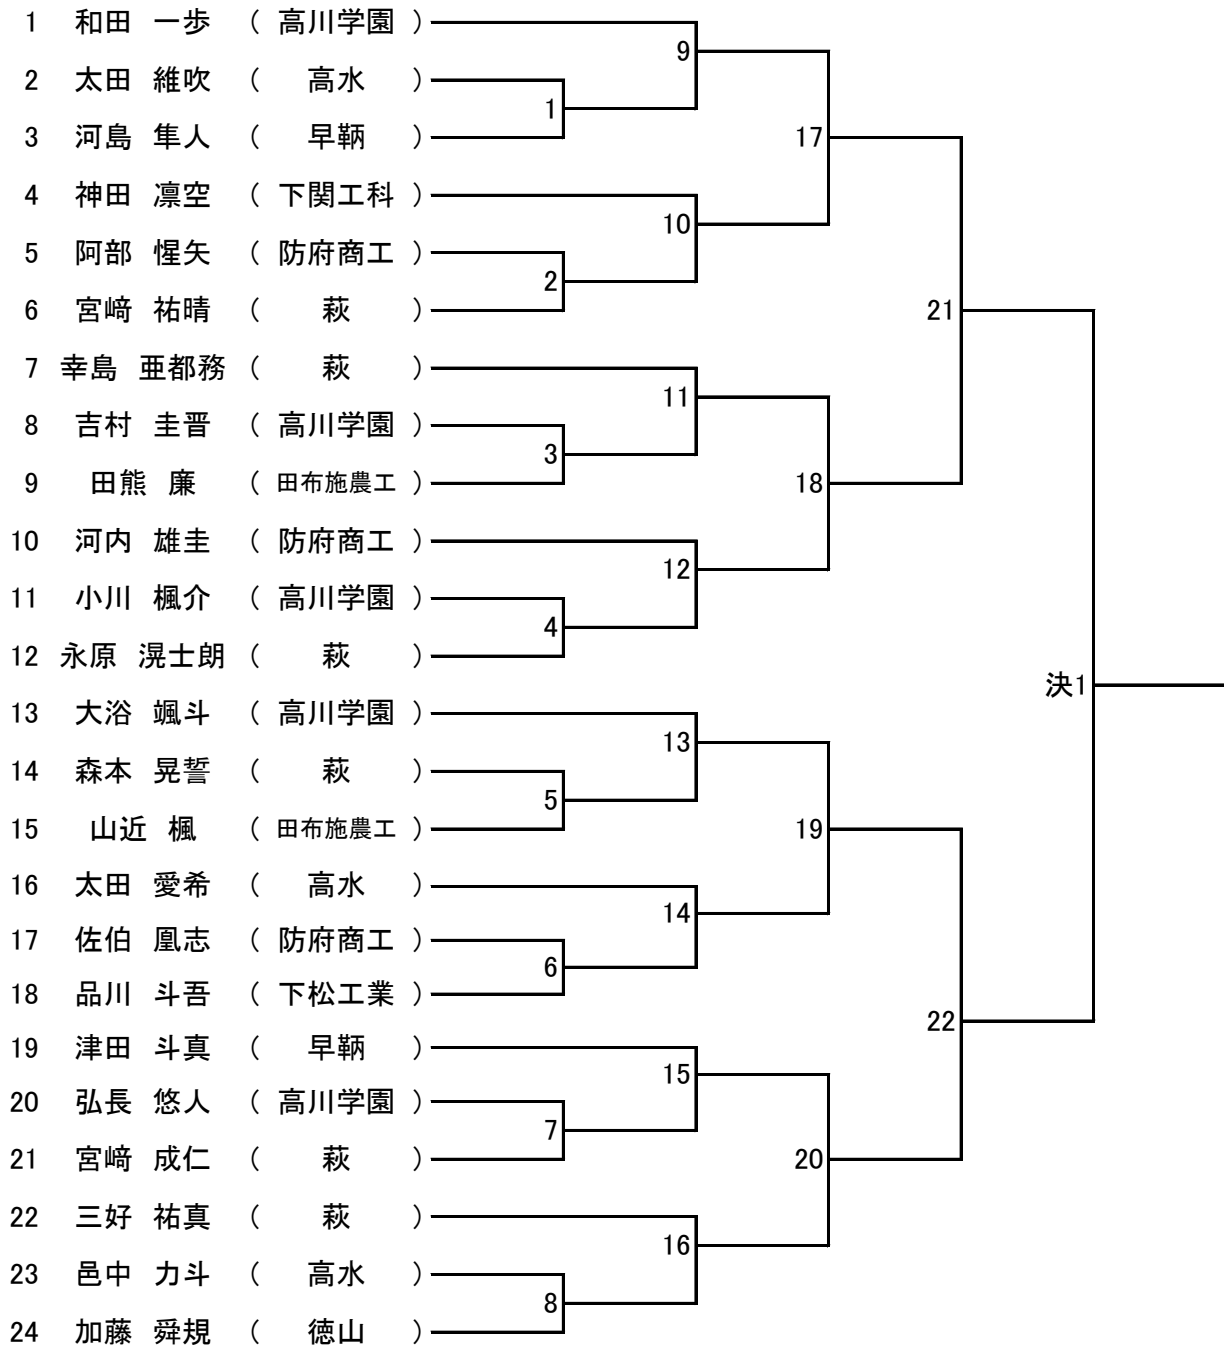 1 和田 一歩 ( 高川学園 )
9
2 太田 維吹 ( 高水 )
1
3 河島 隼人 ( 早鞆 )
17
4 神田 凛空 ( 下関工科 )
10
5 阿部 惺矢 ( 防府商工 )
2
6 宮﨑 祐晴 ( 萩 )
21
7 幸島 亜都務 ( 萩 )
11
8 吉村 圭晋 ( 高川学園 )
3
9 田熊 廉 ( 田布施農工 )
18
10 河内 雄圭 ( 防府商工 )
12
11 小川 楓介 ( 高川学園 )
4
12 永原 滉士朗 ( 萩 )
決1
13 大浴 颯斗 ( 高川学園 )
13
14 森本 晃誓 ( 萩 )
5
15 山近 楓 ( 田布施農工 )
19
16 太田 愛希 ( 高水 )
14
17 佐伯 凰志 ( 防府商工 )
6
18 品川 斗吾 ( 下松工業 )
22
19 津田 斗真 ( 早鞆 )
15
20 弘長 悠人 ( 高川学園 )
7
21 宮﨑 成仁 ( 萩 )
20
22 三好 祐真 ( 萩 )
16
23 邑中 力斗 ( 高水 )
8
24 加藤 舜規 ( 徳山 )